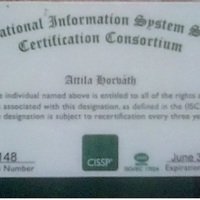 ational Information System S
Certification Consortium
Attila Horváth
e individual named above is entitled to all of the rights a
associated with this designation, as defined in the (ISC)
designation is subject to recertification every three ye
148
June 3
Number
CISSP
Expiration